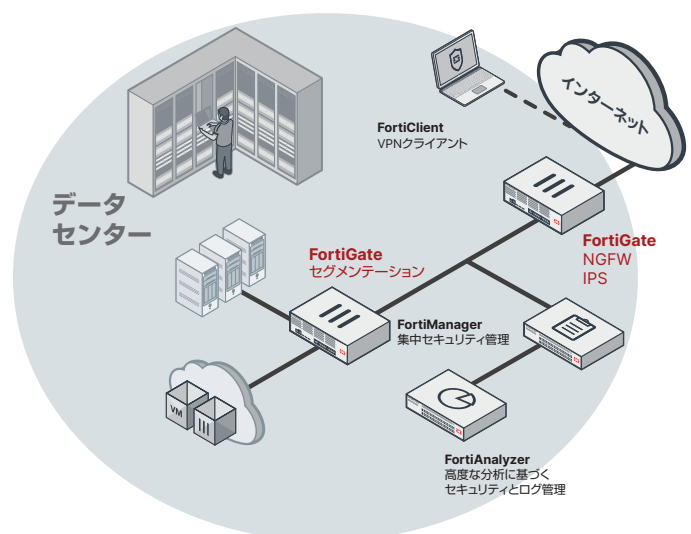 インターネット
FortiClient
VPNクライアント
データ
センター
FortiGate
NGFW
IPS
FortiGate
セグメンテーション
FortiManager
集中セキュリティ管理
VM
FortiAnalyzer
高度な分析に基づく
セキュリティとログ管理